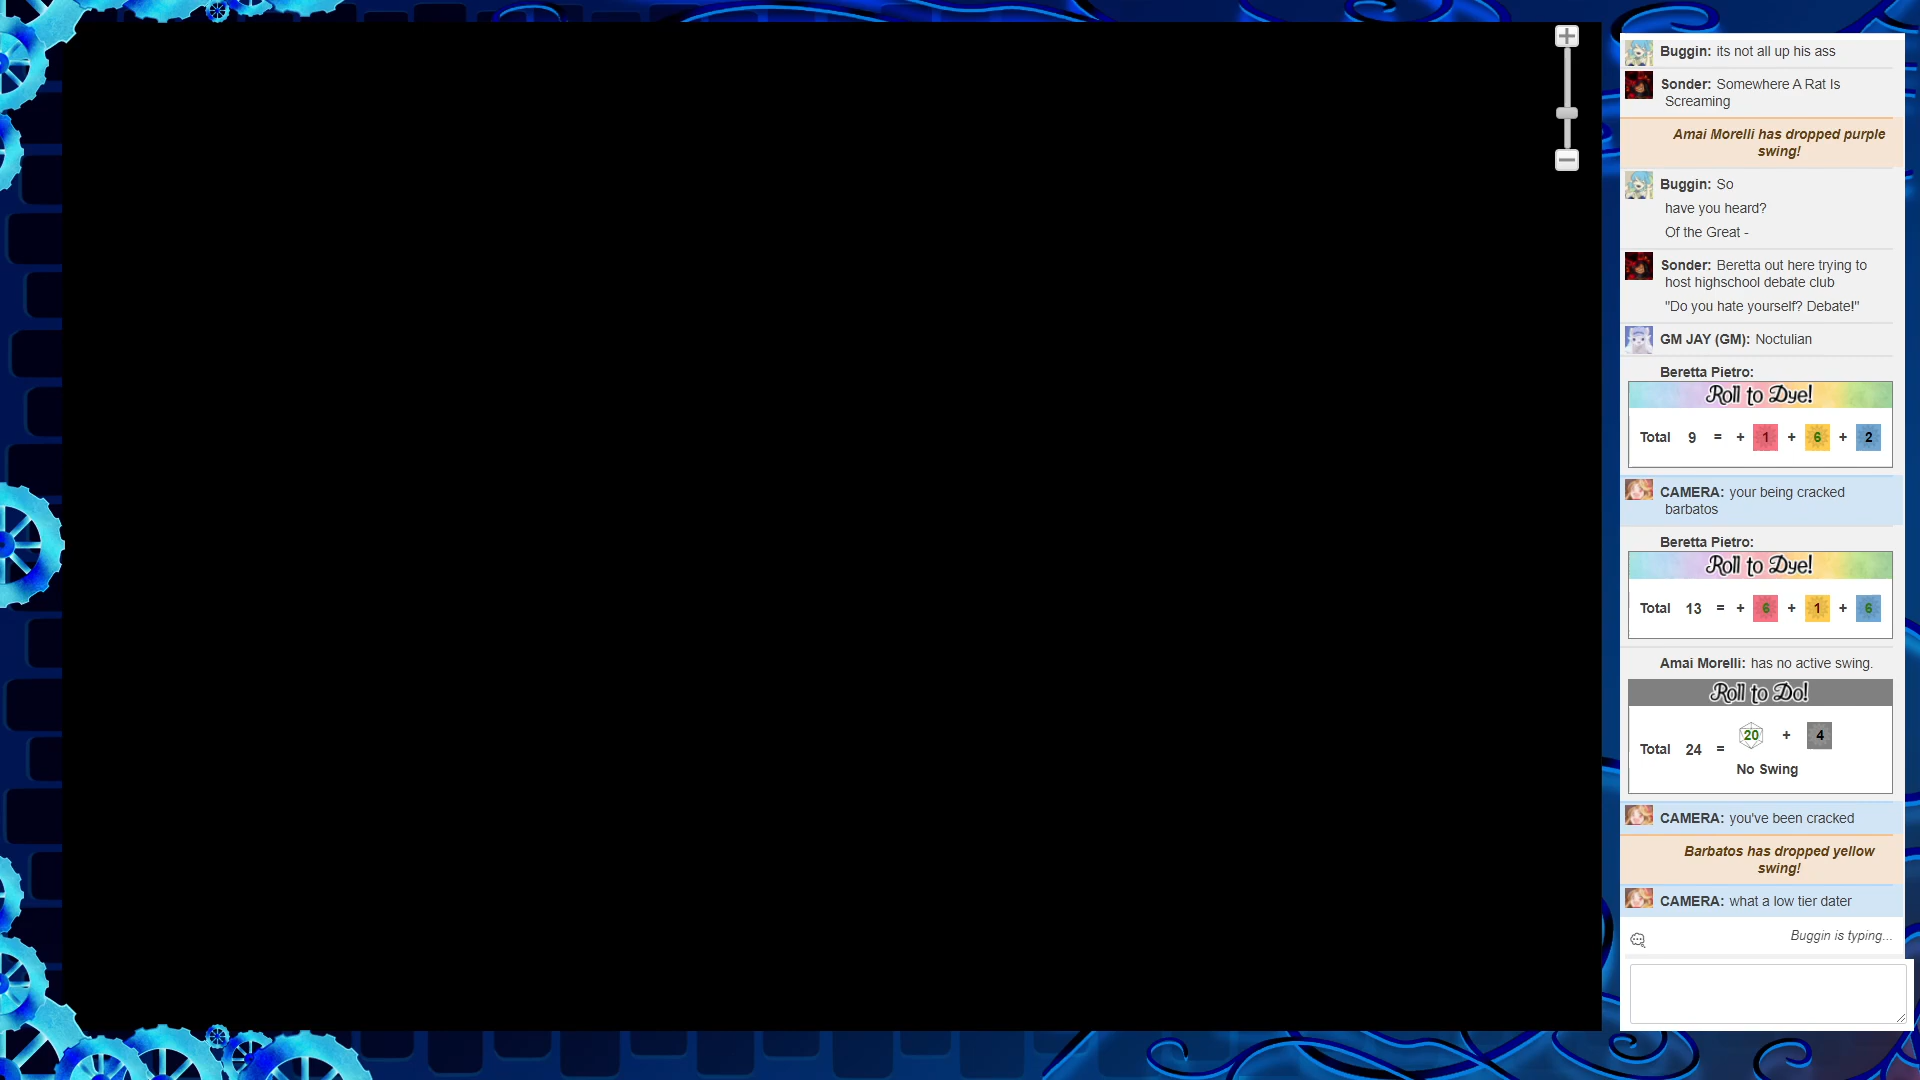 Buggin: its not all up his ass
Sonder: Somewhere A Rat Is
Screaming
Amai Morelli has dropped purple
swing!
Buggin: So
have you heard?
Of the Great -
Sonder: Beretta out here trying to
host highschool debate club
"Do you hate yourself? Debate!"
GM JAY (GM): Noctulian
Beretta Pietro:
Roll to Dye!
Total 9 = + 1 + 6 + 2
CAMERA: your being cracked
barbatos
Beretta Pietro:
Roll to Dye!
Total 13 = + 6 + 1 + 6
Amai Morelli: has no active swing.
Roll to Do!
Total 24 = 20 + 4
No Swing
CAMERA: you've been cracked
Barbatos has dropped yellow
swing!
CAMERA: what a low tier dater
Buggin is typing...